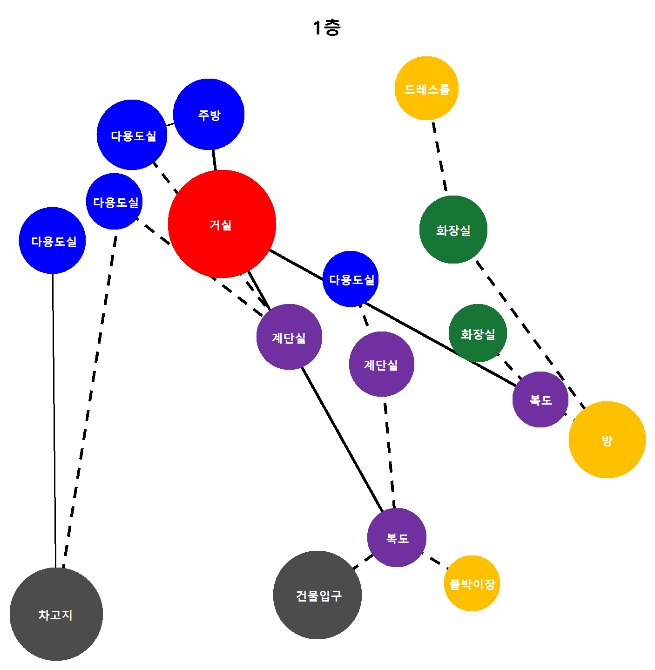 1층
드레스룸
주방
다용도실
다용도실
거실
화장실
다용도실
다용도실
화장실
계단실
계단실
복도
방
복도
붙박이장
건물입구
차고지